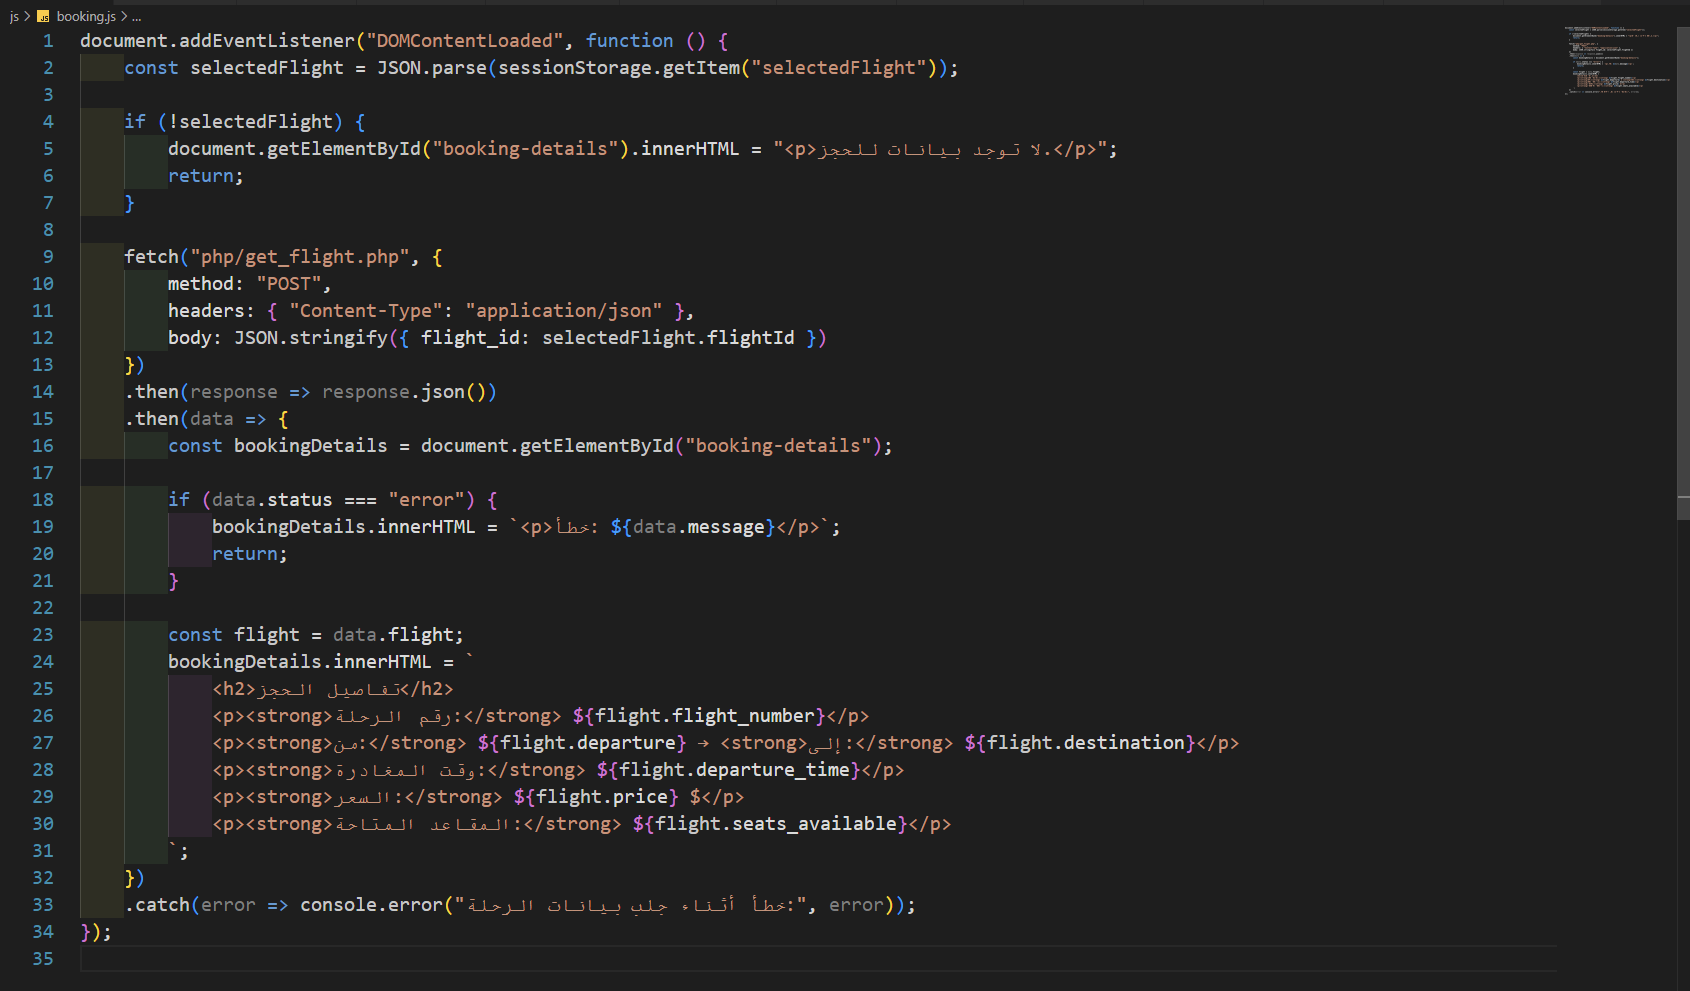 js > booking.js > ...
1 document.addEventListener("DOMContentLoaded", function () {
2     const selectedFlight = JSON.parse(sessionStorage.getItem("selectedFlight"));
3
4     if (!selectedFlight) {
5         document.getElementById("booking-details").innerHTML = "<p>لا توجد بيانات للحجز.</p>";
6         return;
7     }
8
9     fetch("php/get_flight.php", {
10         method: "POST",
11         headers: { "Content-Type": "application/json" },
12         body: JSON.stringify({ flight_id: selectedFlight.flightId })
13     })
14     .then(response => response.json())
15     .then(data => {
16         const bookingDetails = document.getElementById("booking-details");
17
18         if (data.status === "error") {
19             bookingDetails.innerHTML = `<p>خطأ: ${data.message}</p>`;
20             return;
21         }
22
23         const flight = data.flight;
24         bookingDetails.innerHTML = `
25             <h2>تفاصيل الحجز</h2>
26             <p><strong>رقم الرحلة:</strong> ${flight.flight_number}</p>
27             <p><strong>من:</strong> ${flight.departure} → <strong>إلى:</strong> ${flight.destination}</p>
28             <p><strong>وقت المغادرة:</strong> ${flight.departure_time}</p>
29             <p><strong>السعر:</strong> ${flight.price} $</p>
30             <p><strong>المقاعد المتاحة:</strong> ${flight.seats_available}</p>
31         `;
32     })
33     .catch(error => console.error("خطأ أثناء جلب بيانات الرحلة:", error));
34 });
35